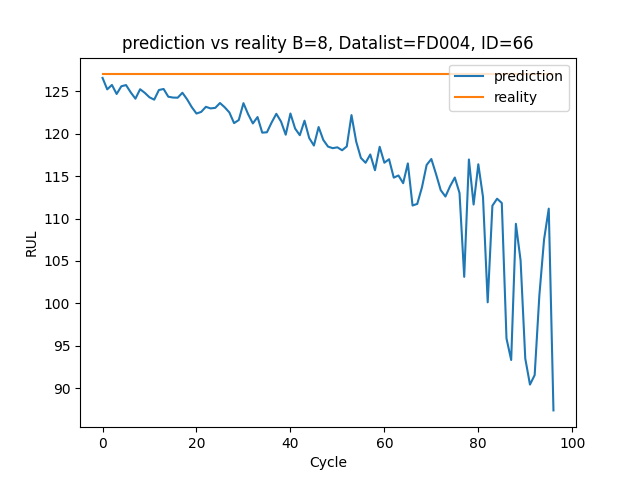 prediction vs reality B=8, Datalist=FD004, ID=66
prediction
reality
RUL
125
120
115
110
105
100
95
90
0 20 40 60 80 100
Cycle